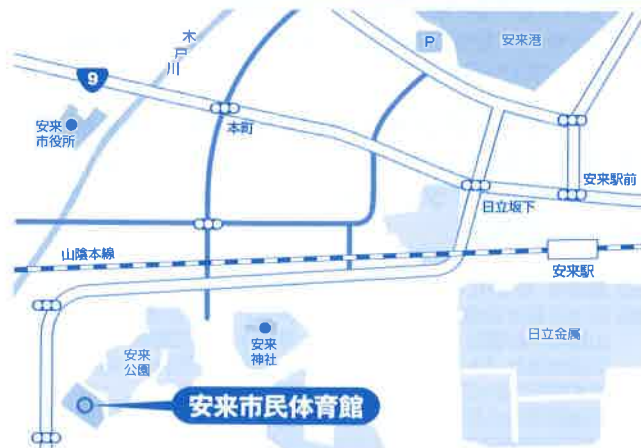 木戸川
P
安来港
9
安来
市役所
本町
安来駅前
日立坂下
山陰本線
安来駅
安来
公園
安来
神社
日立金属
安来市民体育館